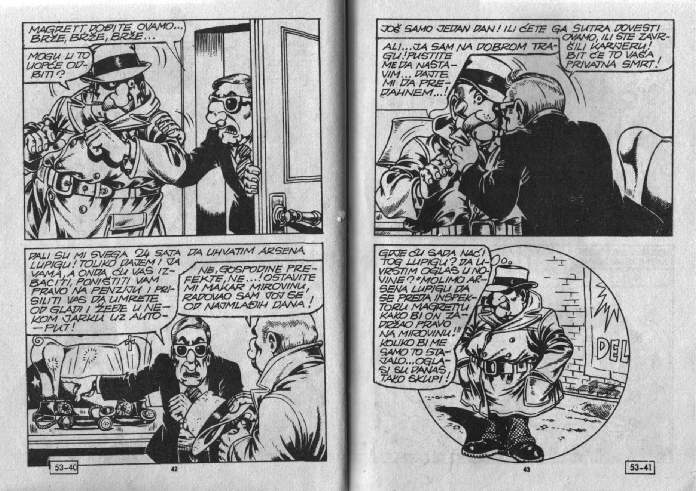 MAGRETT DOĐITE OVAMO...
BRŽE, BRŽE, BRŽE...
MOGU LI TO
UOPĆE OD-
BITI?
DALI SU MI SVEGA 24 SATA DA UHVATIM ARSENA
LUPIGU! TOLIKO DAJEM I JA
VAMA, A ONDA ĆU VAS IZ-
BACITI, PONIŠTITI VAM
PRAVO NA PENZIJU I PRI-
SILITI VAS DA UMRETE
OD GLADI I ŽEĐE U NE-
KOM JARKU UZ AUTO-
--PUT!
NE, GOSPODINE PRE-
FEKTE, NE...! OSTAVITE
MI MAKAR MIROVINU,
RADOVAO SAM JOJ SE
OD NAJMLAĐIH DANA!
53-40
42
JOŠ SAMO JEDAN DAN! ILI ĆETE GA SUTRA DOVESTI
OVAMO, ILI STE ZAVR-
ŠILI KARIJERU!
BIT ĆE TO VAŠA
PRIVATNA SMRT!
ALI... JA SAM NA DOBROM TRA-
GU! PUSTITE
ME DA NASTA-
VIM... DAJTE
MI DA PRE-
DAHNEM...!
GDJE ĆU SADA NAĆI
TOG LUPIGU? DA U-
VRSTIM OGLAS U NO-
VINE? "MOLIMO AR-
SENA LUPIGU DA
SE PREDA INSPEK-
TORU MAGRETTU
KAKO BI ON ZA-
DRŽAO PRAVO
NA MIROVINU!"
KOLIKO BI ME
SAMO TO STA-
JALO... OGLA-
SI SU DANAS
TAKO SKUPI!
DEL
43
53-41